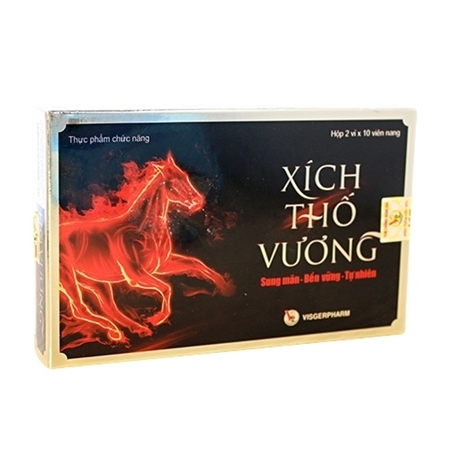 Thực phẩm chức năng
Hộp 2 vỉ x 10 viên nang
XÍCH
THỐ
VƯƠNG
Sung mãn - Bền vững - Tự nhiên
VISGERPHARM